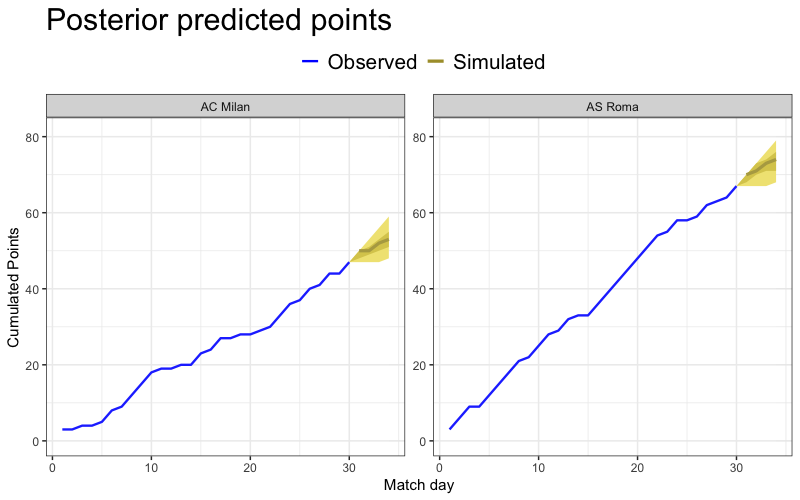 Posterior predicted points
Observed Simulated
AC Milan AS Roma
80 80
60 60
40 40
20 20
0 0
0 10 20 30 0 10 20 30
Match day
Cumulated Points